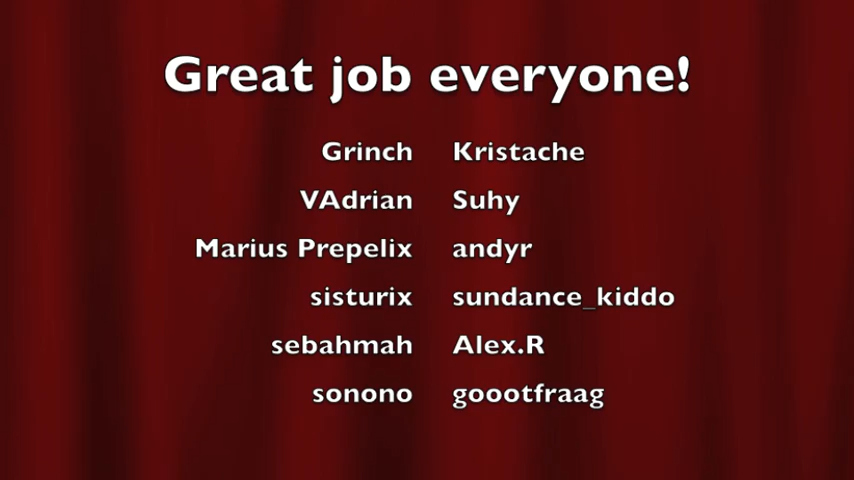 Great job everyone!
Grinch Kristache
VAdrian Suhy
Marius Prepelix andyr
sisturix sundance_kiddo
sebahmah Alex.R
sonono goootfraag